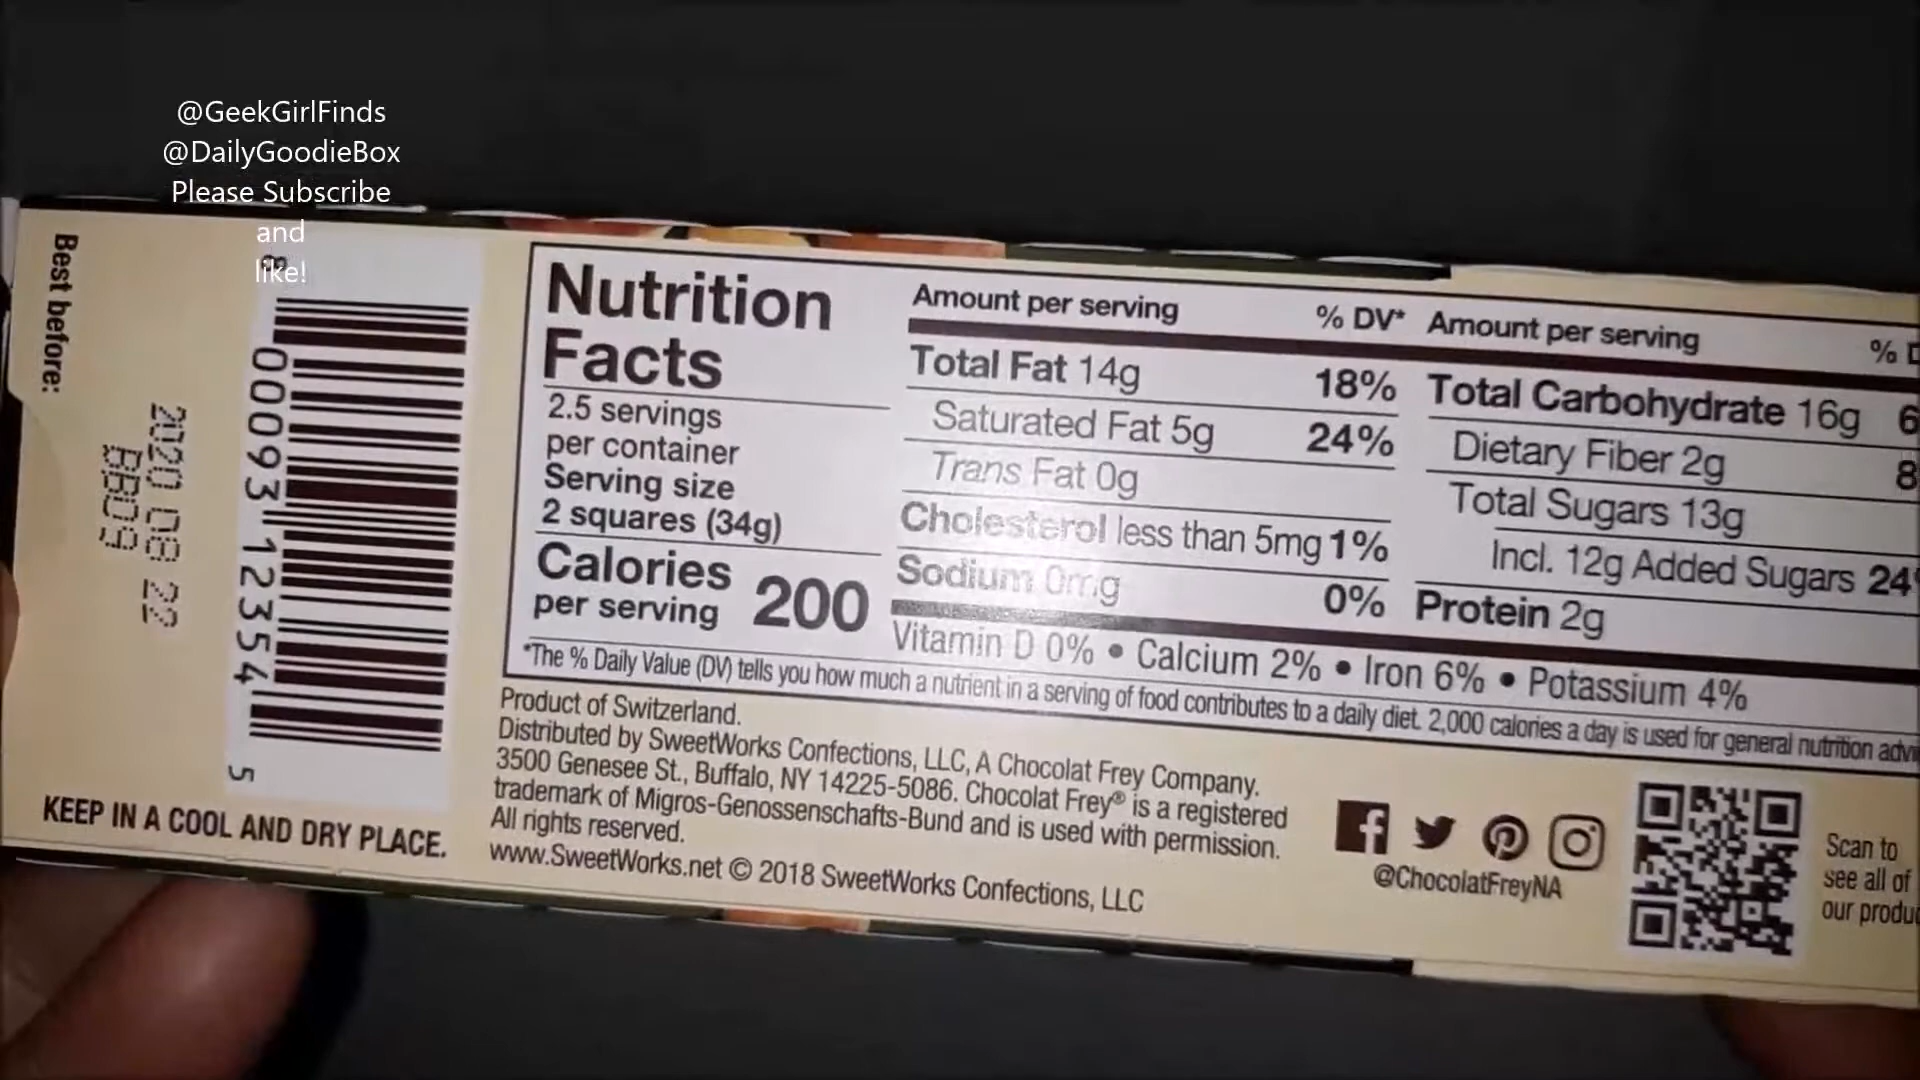 @GeekGirlFinds
@DailyGoodieBox
Please Subscribe
and
like!
Best before:
2020 08 22
BB09
8
00093 12354
5
KEEP IN A COOL AND DRY PLACE.
Nutrition
Facts
2.5 servings
per container
Serving size
2 squares (34g)
Calories
per serving 200
Amount per serving % DV*
Total Fat 14g 18%
Saturated Fat 5g 24%
Trans Fat 0g
Cholesterol less than 5mg 1%
Sodium 0mg 0%
Amount per serving %
Total Carbohydrate 16g 6
Dietary Fiber 2g 8
Total Sugars 13g
Incl. 12g Added Sugars 24
Protein 2g
Vitamin D 0% • Calcium 2% • Iron 6% • Potassium 4%
*The % Daily Value (DV) tells you how much a nutrient in a serving of food contributes to a daily diet. 2,000 calories a day is used for general nutrition
Product of Switzerland.
Distributed by SweetWorks Confections, LLC, A Chocolat Frey Company.
3500 Genesee St., Buffalo, NY 14225-5086. Chocolat Frey® is a registered
trademark of Migros-Genossenschafts-Bund and is used with permission.
All rights reserved.
www.SweetWorks.net © 2018 SweetWorks Confections, LLC
@ChocolatFreyNA
Scan to
see all of
our